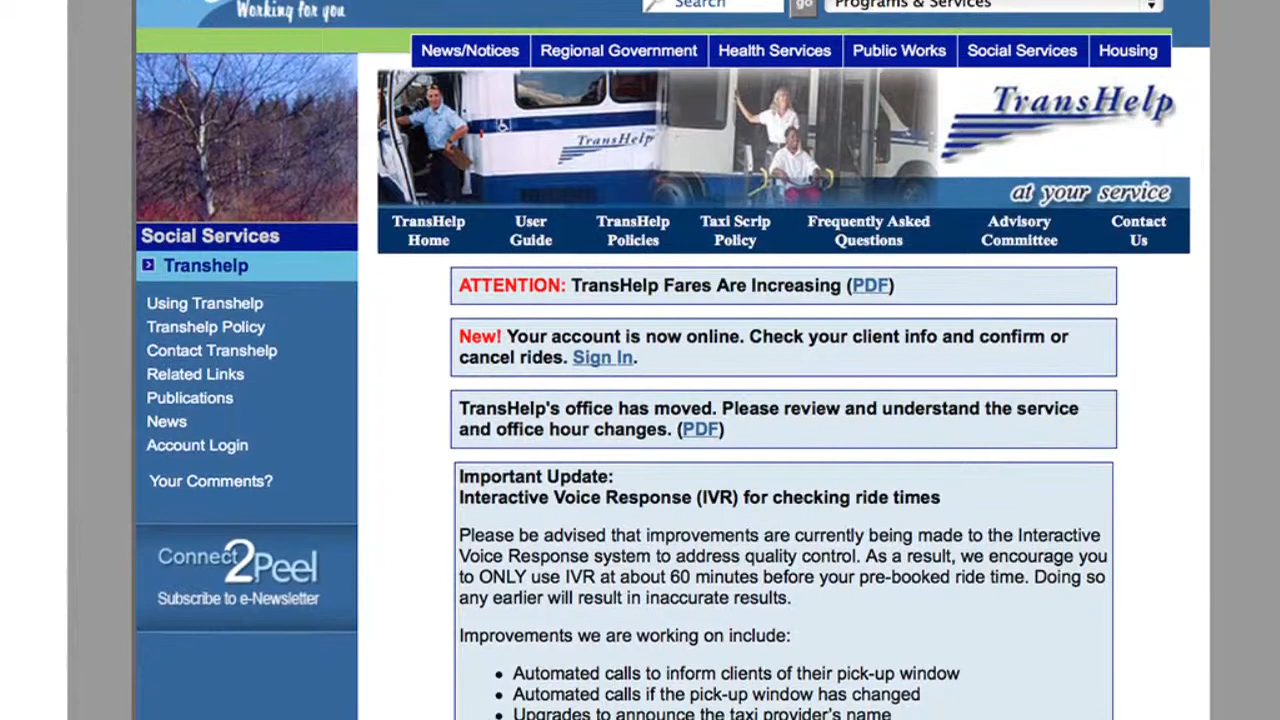 Working for you
Search
go
Programs & Services
News/Notices
Regional Government
Health Services
Public Works
Social Services
Housing
TransHelp
TransHelp
at your service
TransHelp Home
User Guide
TransHelp Policies
Taxi Scrip Policy
Frequently Asked Questions
Advisory Committee
Contact Us
Social Services
Transhelp
Using Transhelp
Transhelp Policy
Contact Transhelp
Related Links
Publications
News
Account Login
Your Comments?
Connect2Peel
Subscribe to e-Newsletter
ATTENTION: TransHelp Fares Are Increasing (PDF)
New! Your account is now online. Check your client info and confirm or
cancel rides. Sign In.
TransHelp's office has moved. Please review and understand the service
and office hour changes. (PDF)
Important Update:
Interactive Voice Response (IVR) for checking ride times
Please be advised that improvements are currently being made to the Interactive
Voice Response system to address quality control. As a result, we encourage you
to ONLY use IVR at about 60 minutes before your pre-booked ride time. Doing so
any earlier will result in inaccurate results.
Improvements we are working on include:
• Automated calls to inform clients of their pick-up window
• Automated calls if the pick-up window has changed
• Upgrades to announce the taxi provider's name